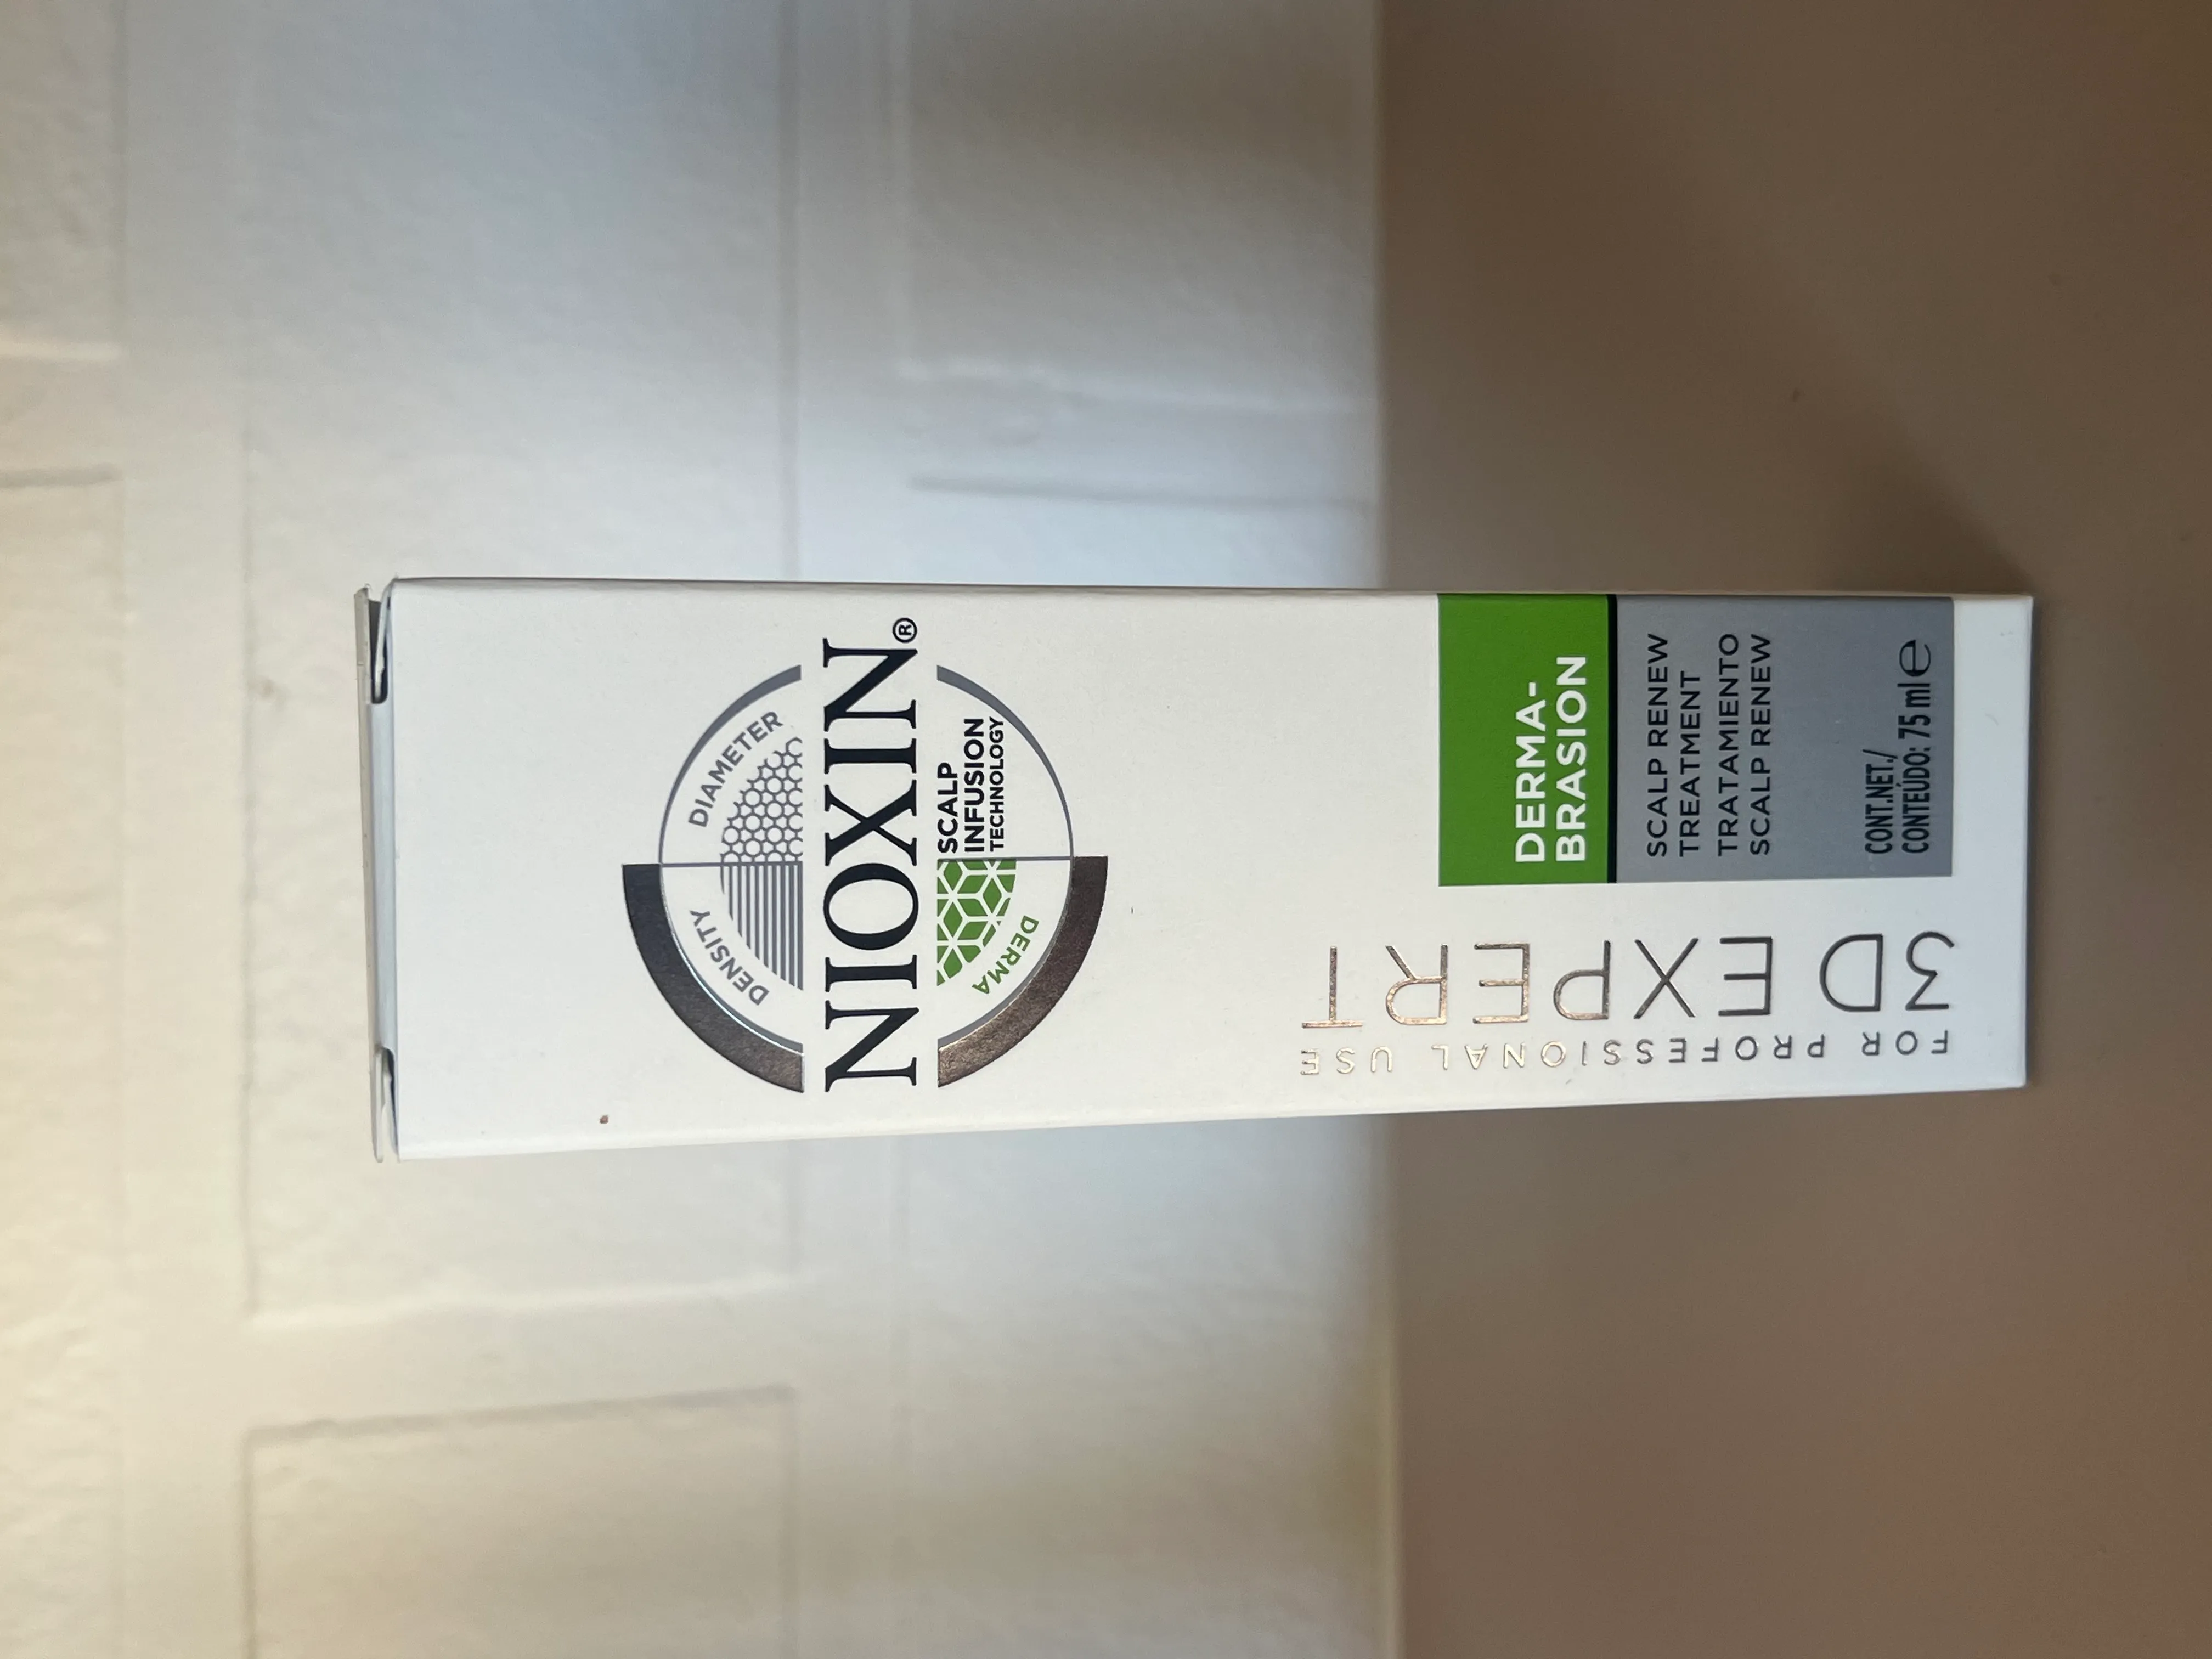 DENSITY
DIAMETER
NIOXIN®
DERMA
SCALP
INFUSION
TECHNOLOGY
FOR PROFESSIONAL USE
3D EXPERT
DERMA-
BRASION
SCALP RENEW
TREATMENT
TRATAMIENTO
SCALP RENEW
CONT.NET./
CONTEÚDO: 75 ml ℮